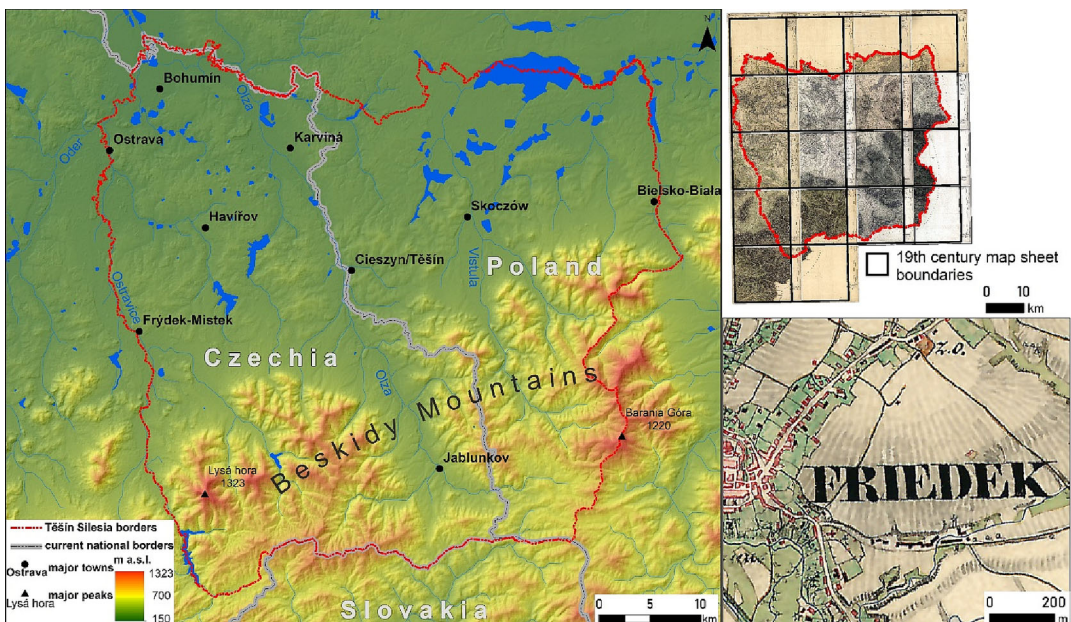 N
Bohumín
Olza
Karviná
Ostrava
Oder
Bielsko-Biała
Skoczów
Havířov
Cieszyn/Těšín
Vistula
Poland
Ostravice
Frýdek-Mistek
Czechia
Olza
Beskidy Mountains
Barania Góra
1220
Lysá hora
1323
Jablunkov
Slovakia
Těšín Silesia borders
current national borders
Ostrava major towns
Lysá hora major peaks
m a.s.l.
1323
700
150
0 5 10
km
19th century map sheet
boundaries
0 10
km
z.o.
FRIEDEK
0 200
m